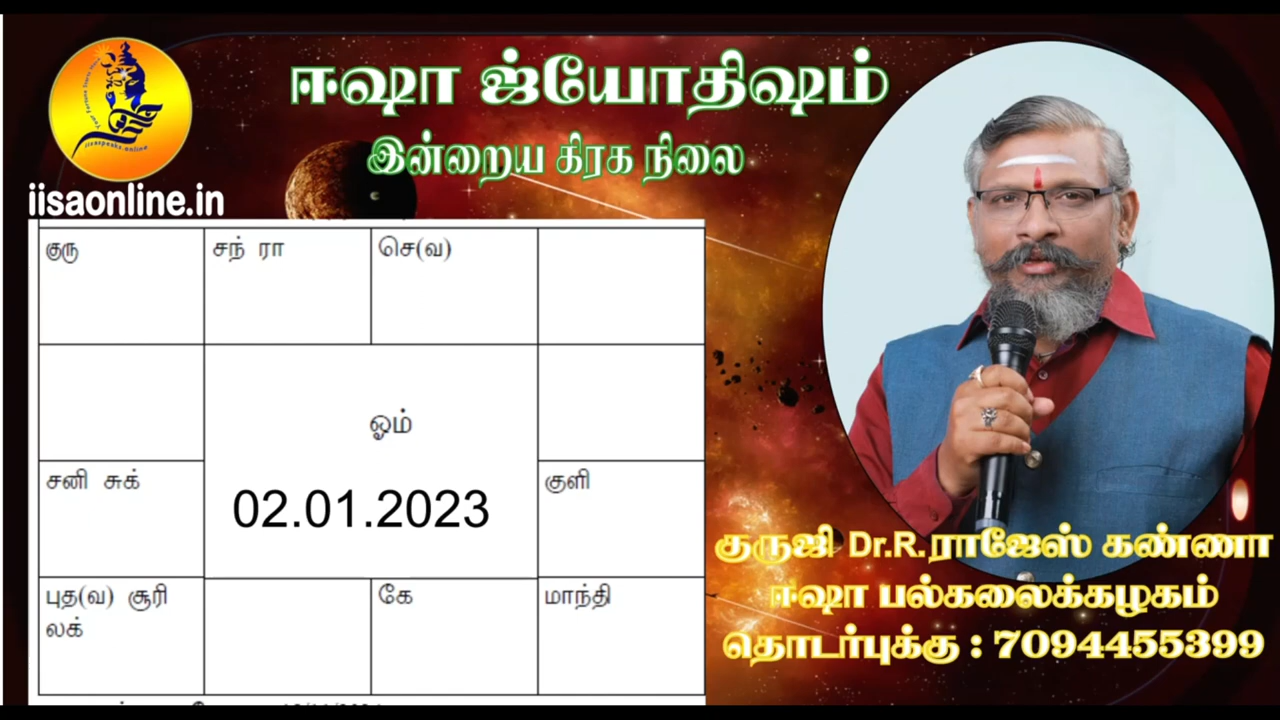 ஈஷா ஜ்யோதிஷம்
இன்றைய கிரக நிலை
iisaonline.in
குரு
சந் ரா
செ(வ)
ஓம்
சனி சுக்
02.01.2023
குளி
புத(வ) சூரி
லக்
கே
மாந்தி
குருஜி Dr.R.ராஜேஸ் கண்ணா
ஈஷா பல்கலைக்கழகம்
தொடர்புக்கு : 7094455399